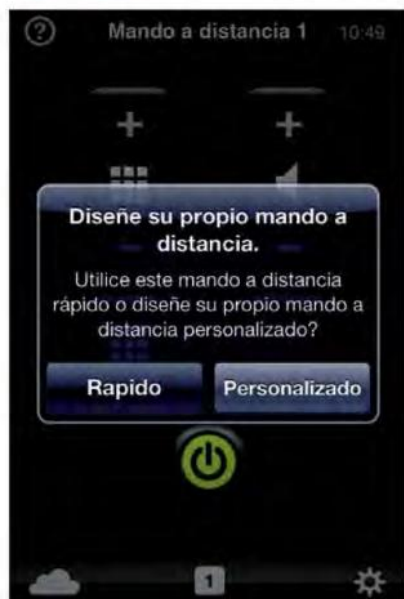 Mando a distancia 1 10:49
Diseñe su propio mando a
distancia.
Utilice este mando a distancia
rápido o diseñe su propio mando a
distancia personalizado?
Rapido Personalizado
1